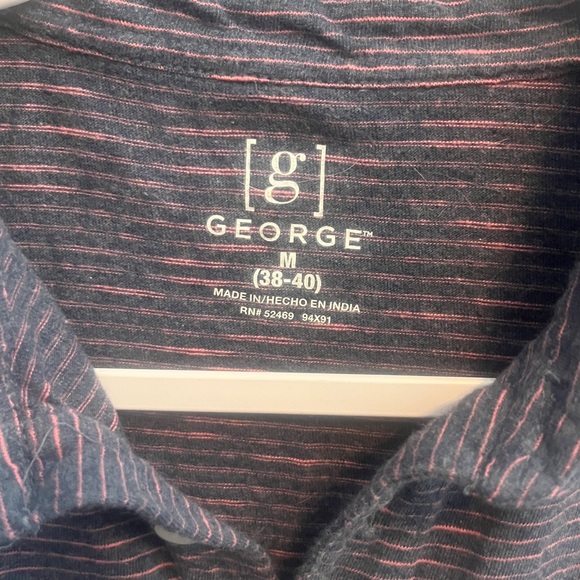 [g]
GEORGE™
M
(38-40)
MADE IN/HECHO EN INDIA
RN# 52469 94X91